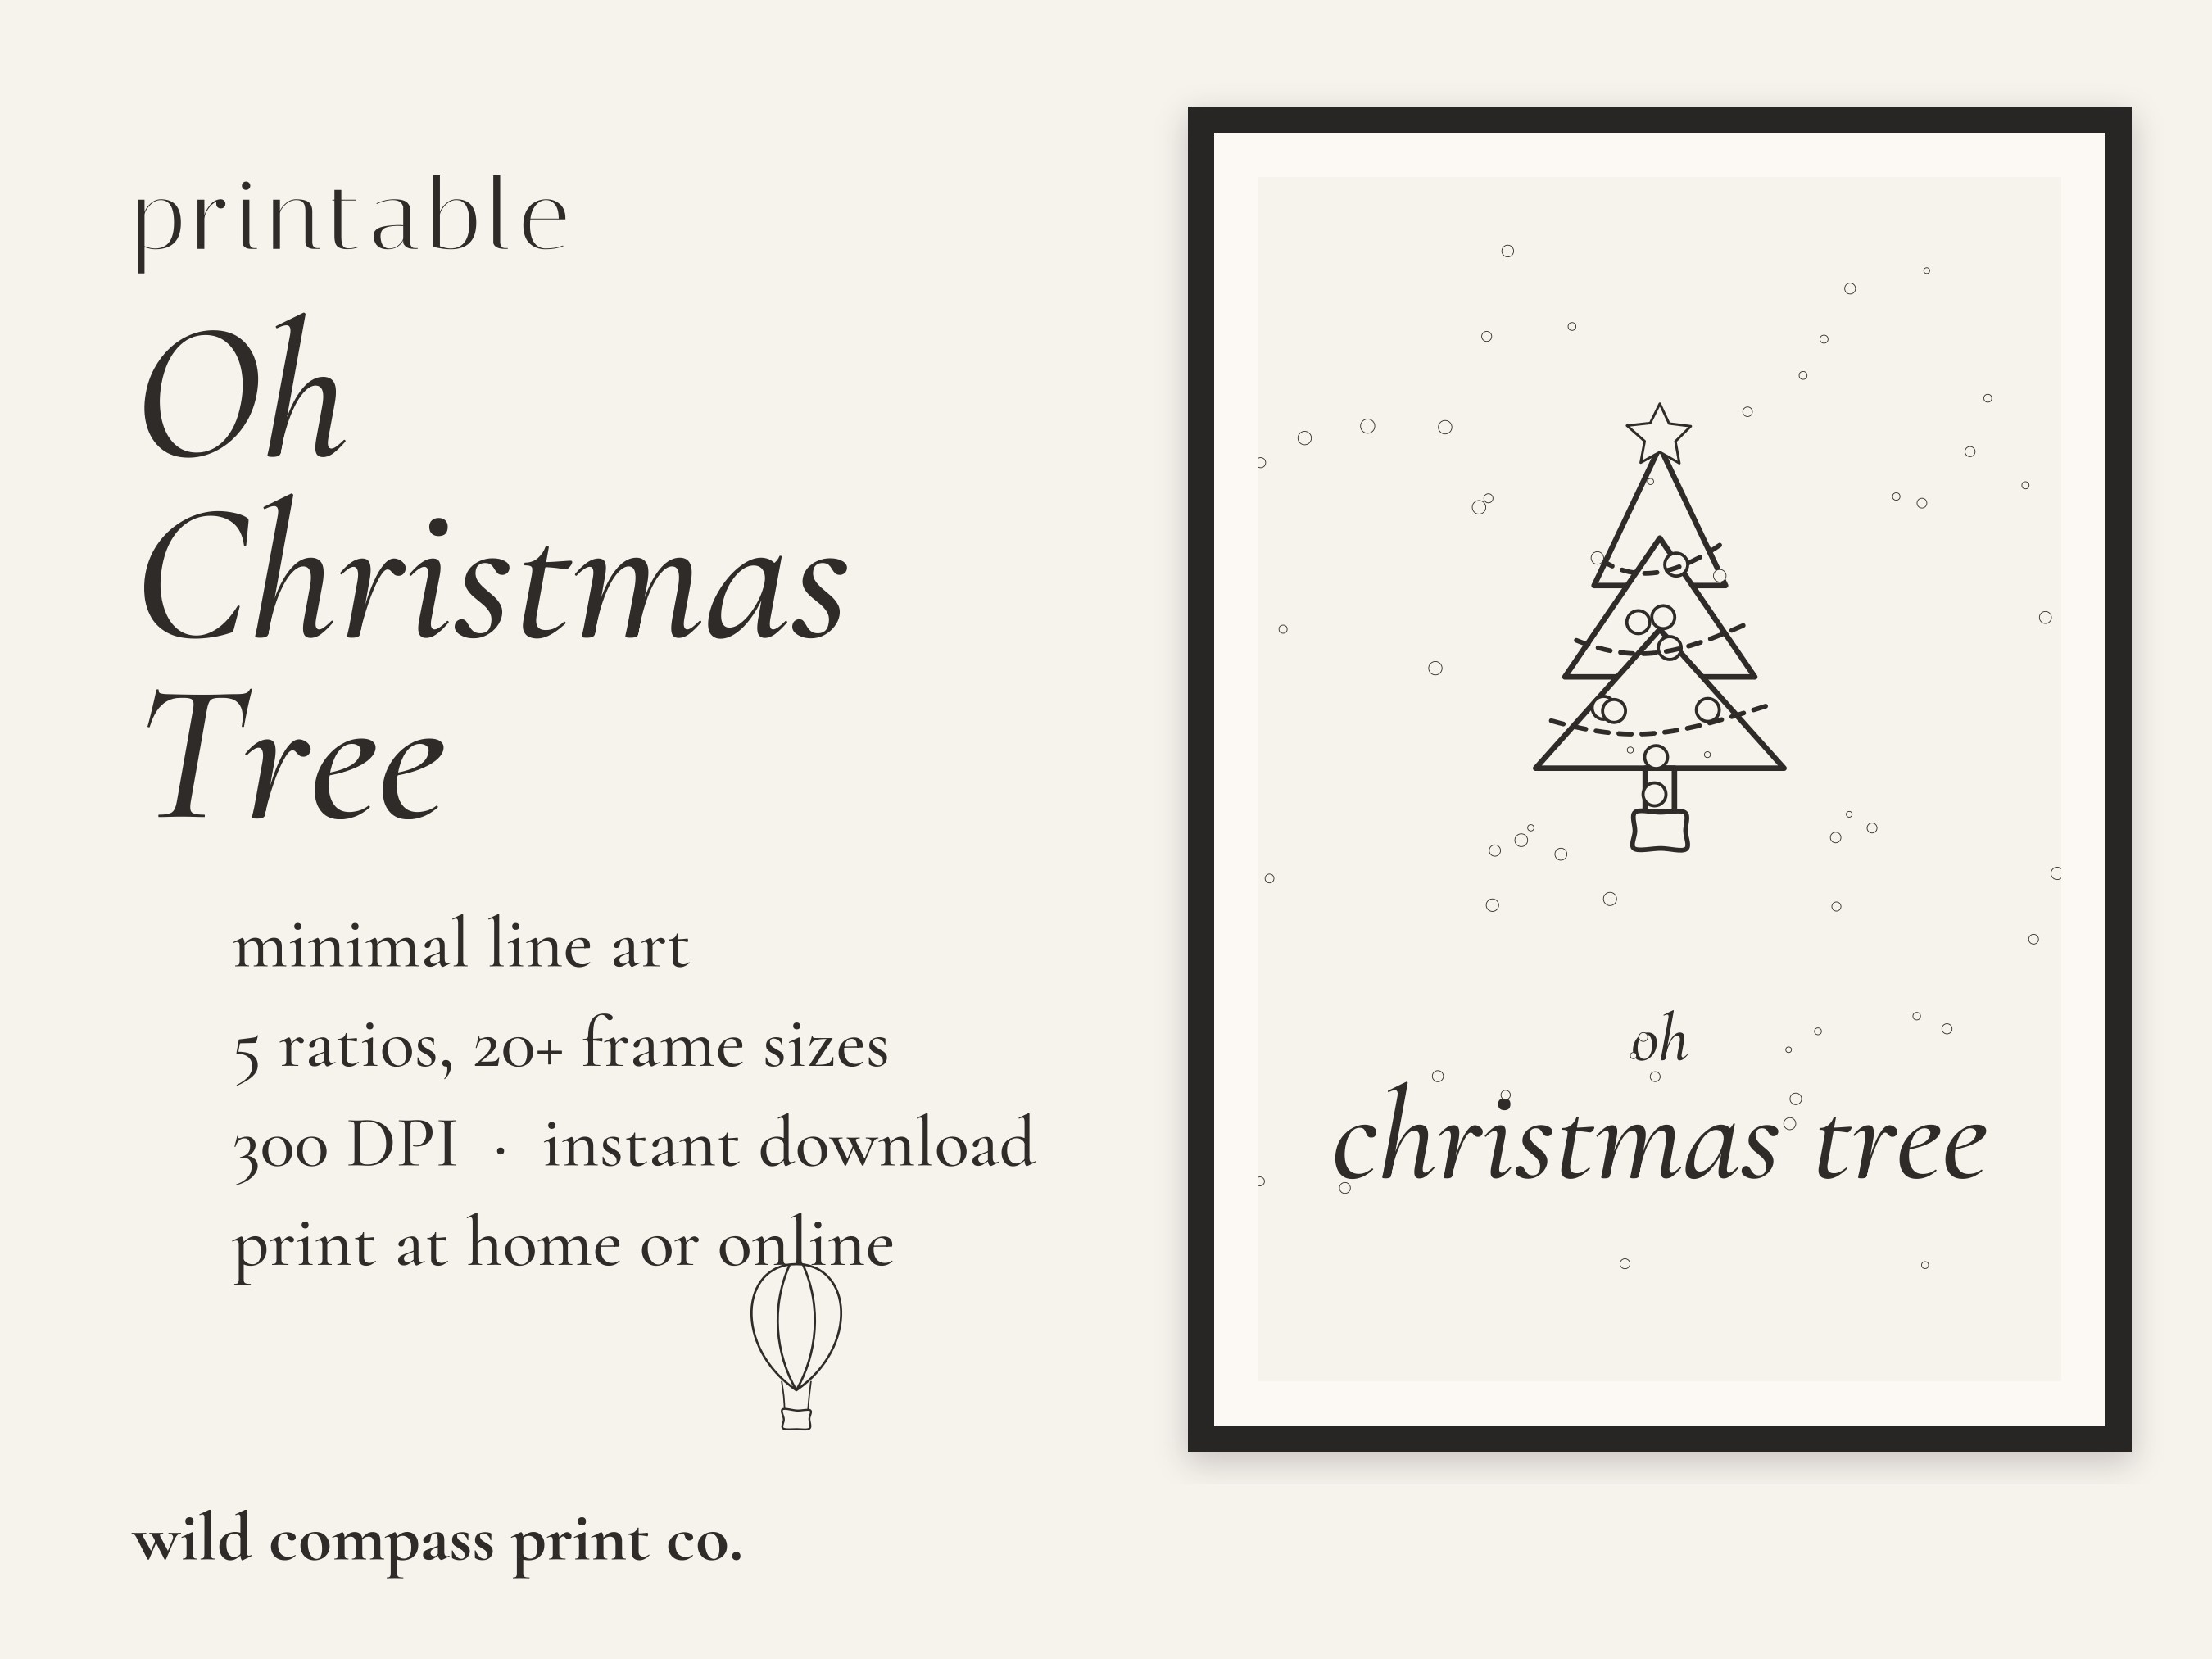 printable
Oh
Christmas
Tree
minimal line art
5 ratios, 20+ frame sizes
300 DPI · instant download
print at home or online
wild compass print co.
oh
christmas tree